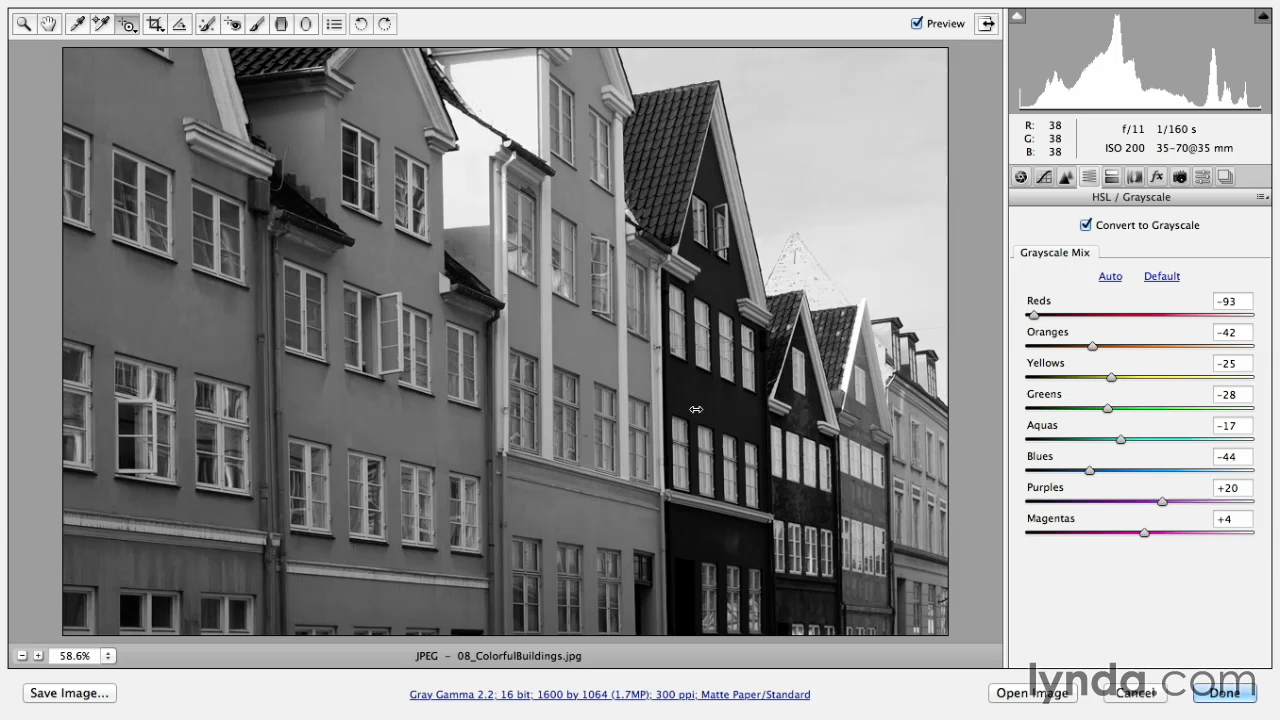 Preview
R: 38
G: 38
B: 38
f/11 1/160 s
ISO 200 35-70@35 mm
HSL / Grayscale
Convert to Grayscale
Grayscale Mix
Auto Default
Reds -93
Oranges -42
Yellows -25
Greens -28
Aquas -17
Blues -44
Purples +20
Magentas +4
58.6%
JPEG - 08_ColorfulBuildings.jpg
Save Image...
Gray Gamma 2.2; 16 bit; 1600 by 1064 (1.7MP); 300 ppi; Matte Paper/Standard
Open Image Cancel Done
lynda.com